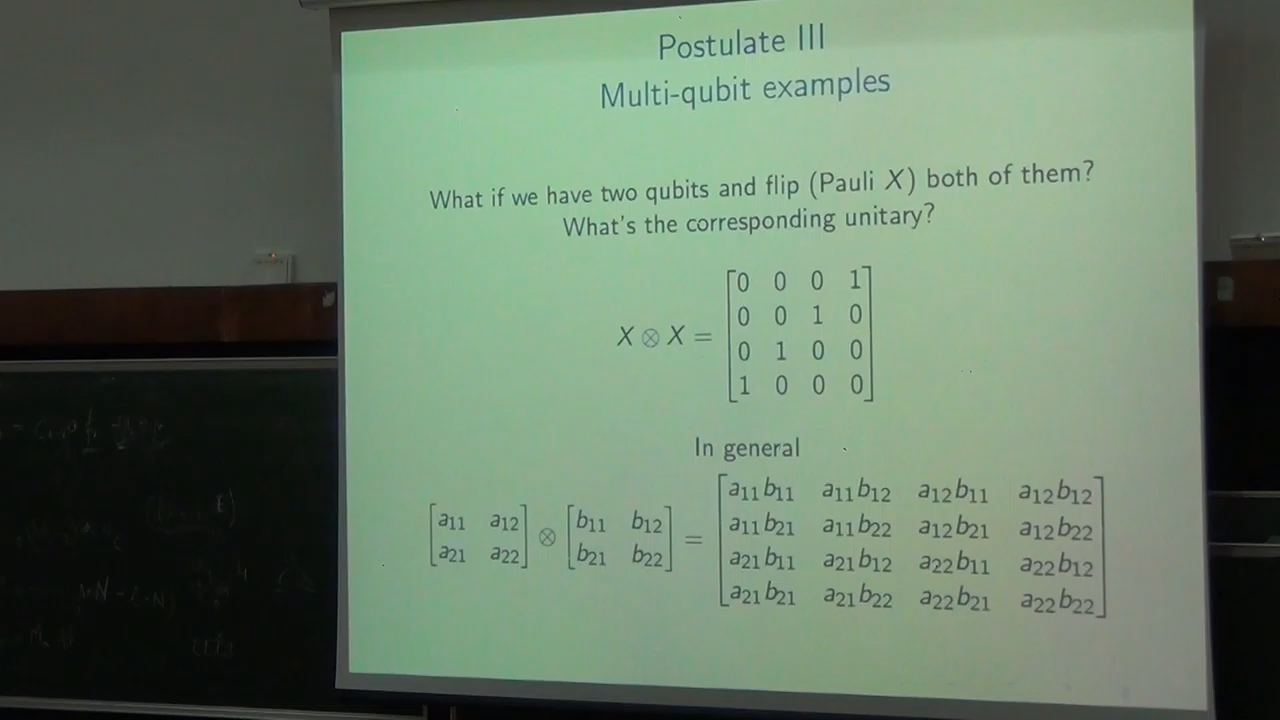 Postulate III
Multi-qubit examples
What if we have two qubits and flip (Pauli X) both of them?
What's the corresponding unitary?
X ⊗ X =
0 0 0 1
0 0 1 0
0 1 0 0
1 0 0 0
In general
a11 a12
a21 a22
⊗
b11 b12
b21 b22
=
a11b11 a11b12 a12b11 a12b12
a11b21 a11b22 a12b21 a12b22
a21b11 a21b12 a22b11 a22b12
a21b21 a21b22 a22b21 a22b22